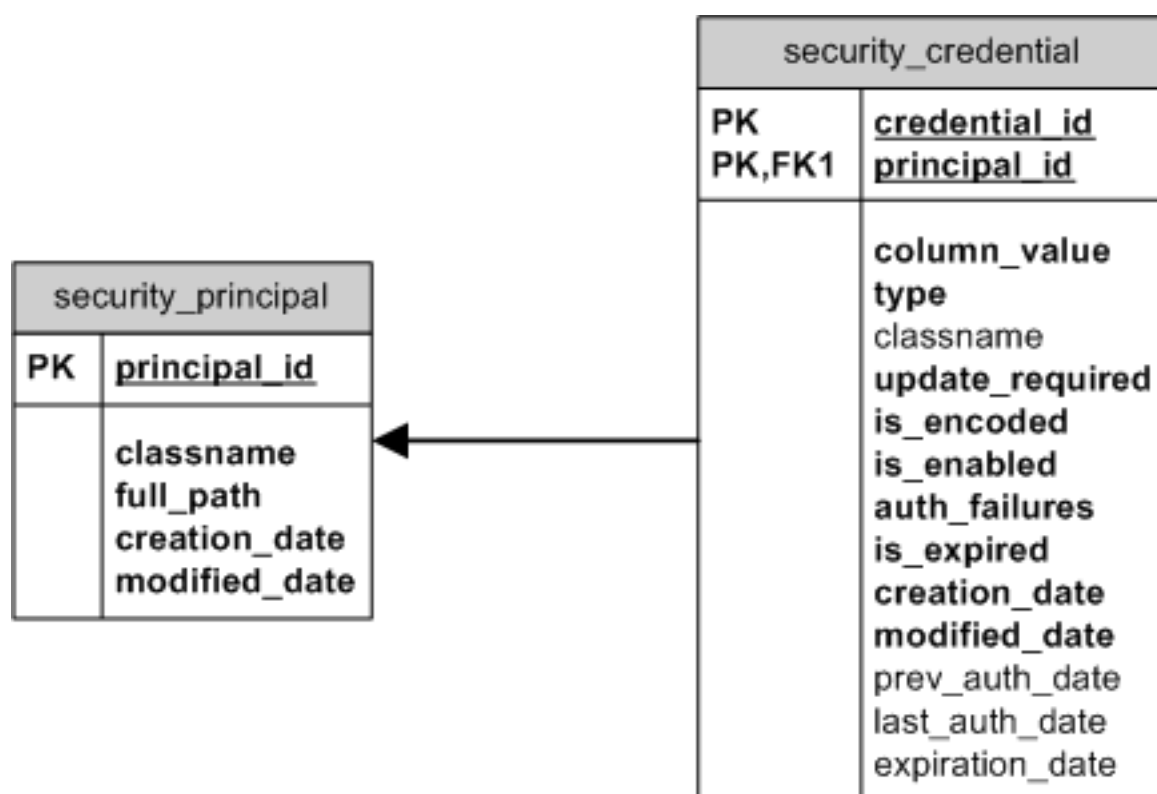 security_credential
PK credential_id
PK,FK1 principal_id
column_value
type
classname
update_required
is_encoded
is_enabled
auth_failures
is_expired
creation_date
modified_date
prev_auth_date
last_auth_date
expiration_date
security_principal
PK principal_id
classname
full_path
creation_date
modified_date